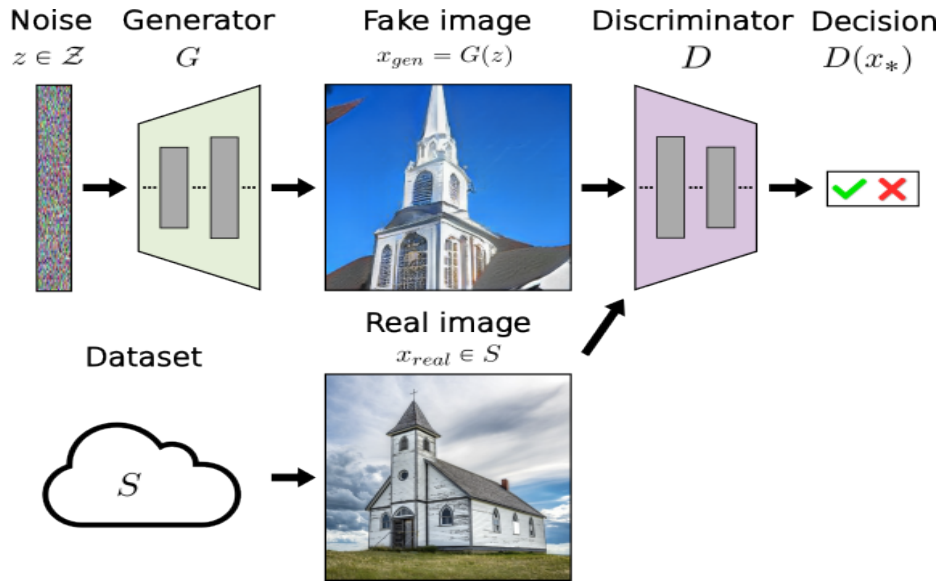 Noise
z ∈ Z
Generator
G
Fake image
x_gen = G(z)
Discriminator
D
Decision
D(x_*)
Dataset
S
Real image
x_real ∈ S